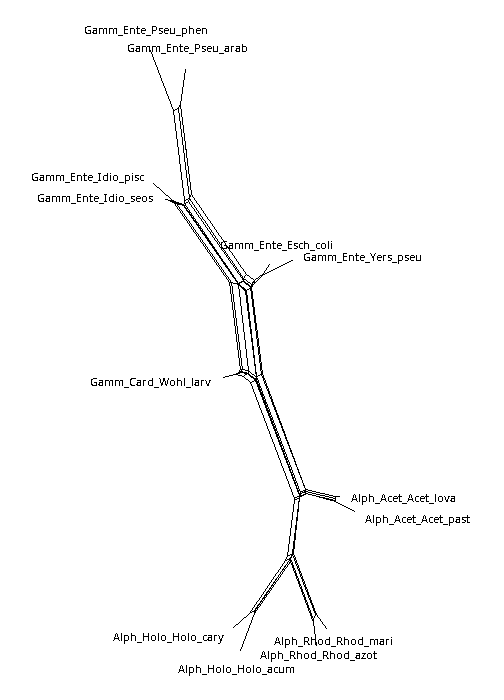 Gamm_Ente_Pseu_phen
Gamm_Ente_Pseu_arab
Gamm_Ente_Idio_pisc
Gamm_Ente_Idio_seos
Gamm_Ente_Esch_coli
Gamm_Ente_Yers_pseu
Gamm_Card_Wohl_larv
Alph_Acet_Acet_lova
Alph_Acet_Acet_past
Alph_Holo_Holo_cary
Alph_Rhod_Rhod_mari
Alph_Rhod_Rhod_azot
Alph_Holo_Holo_acum